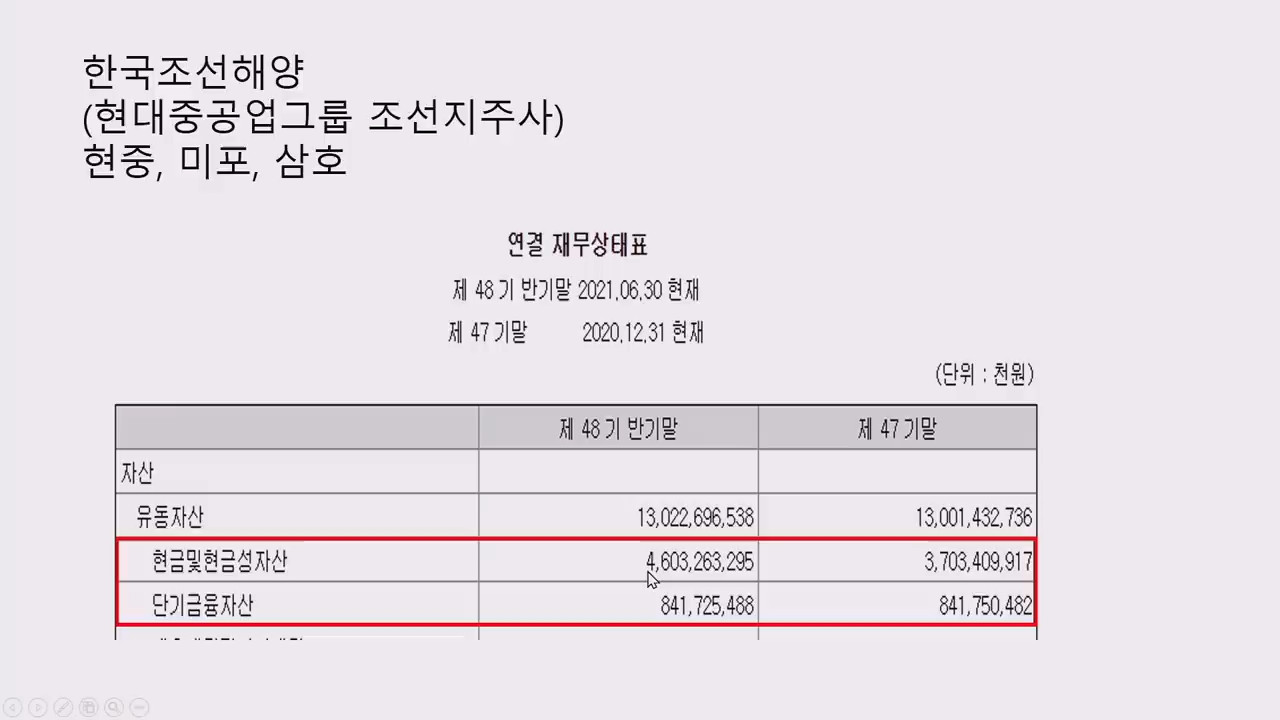 한국조선해양
(현대중공업그룹 조선지주사)
현중, 미포, 삼호
연결 재무상태표
제 48 기 반기말 2021.06.30 현재
제 47 기말 2020.12.31 현재
(단위 : 천원)
제 48 기 반기말 제 47 기말
자산
유동자산 13,022,696,538 13,001,432,736
현금및현금성자산 4,603,263,295 3,703,409,917
단기금융자산 841,725,488 841,750,482